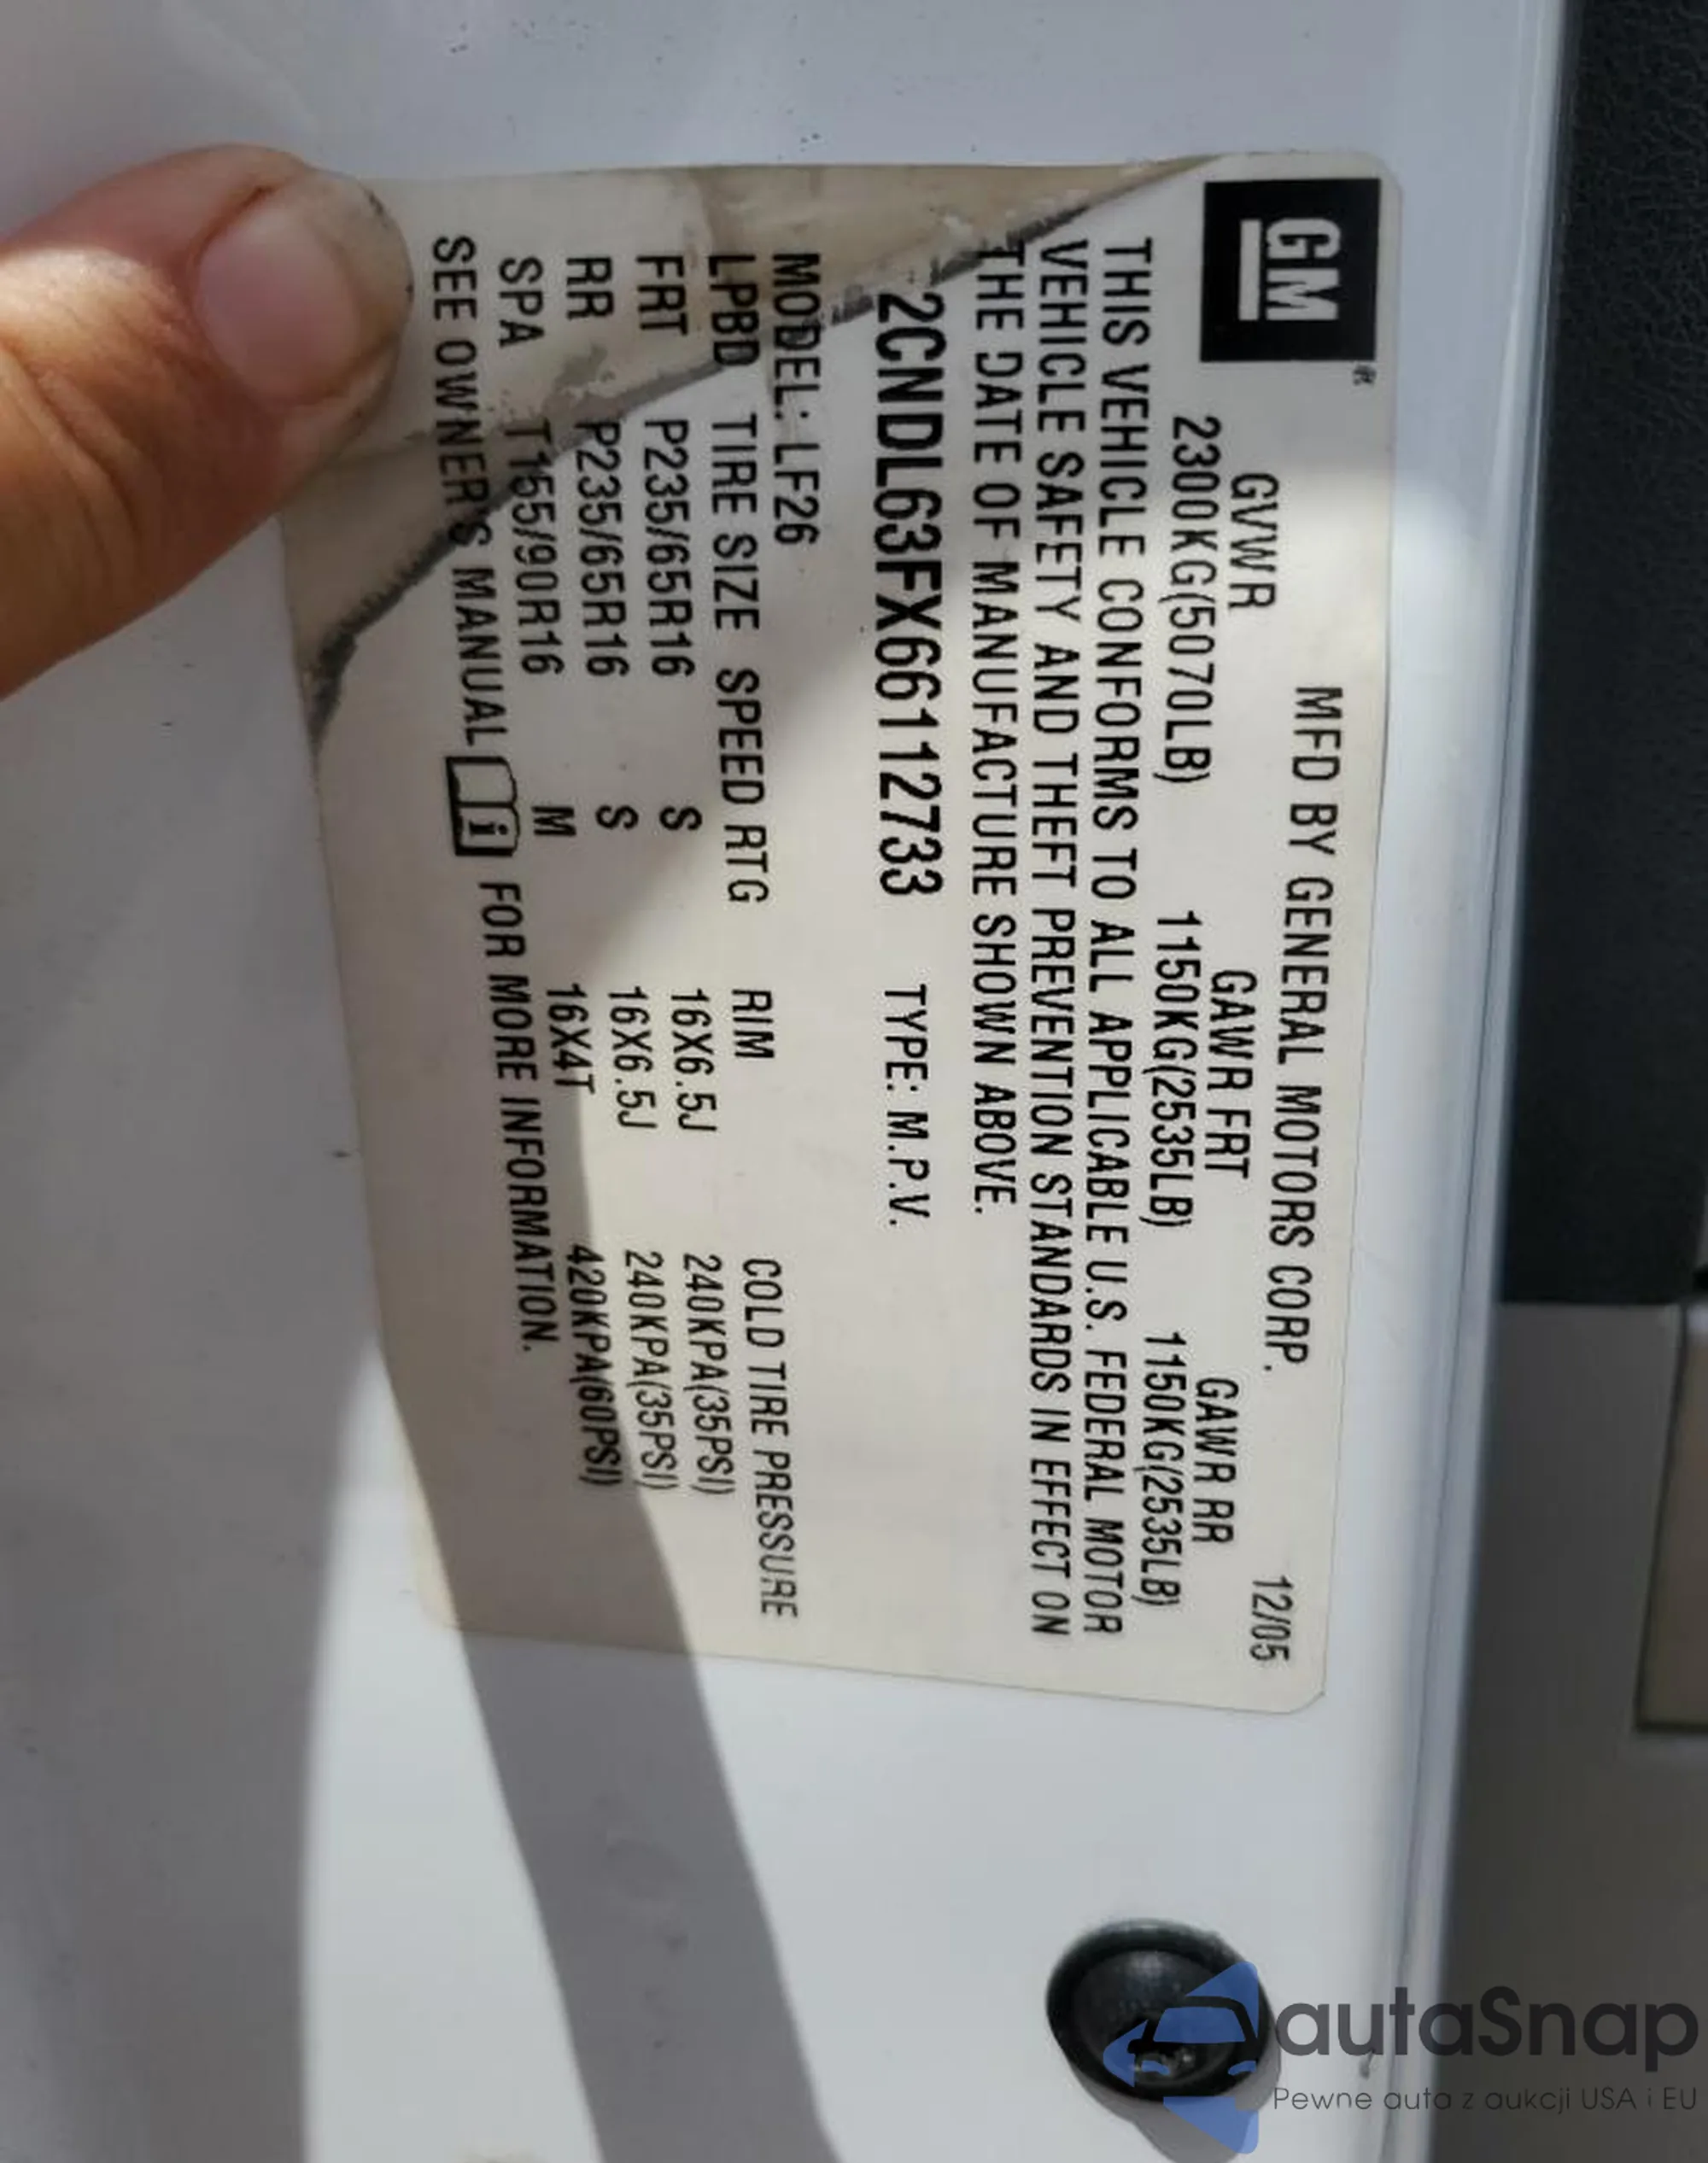 GM®
MFD BY GENERAL MOTORS CORP. 12/05
GVWR GAWR FRT GAWR RR
2300KG(5070LB) 1150KG(2535LB) 1150KG(2535LB)
THIS VEHICLE CONFORMS TO ALL APPLICABLE U.S. FEDERAL MOTOR
VEHICLE SAFETY AND THEFT PREVENTION STANDARDS IN EFFECT ON
THE DATE OF MANUFACTURE SHOWN ABOVE.
2CNDL63FX66112733 TYPE: M.P.V.
MODEL: LF26
LPBD TIRE SIZE SPEED RTG RIM COLD TIRE PRESSURE
FRT P235/65R16 S 16X6.5J 240KPA(35PSI)
RR P235/65R16 S 16X6.5J 240KPA(35PSI)
SPA T155/90R16 M 16X4T 420KPA(60PSI)
SEE OWNER'S MANUAL i FOR MORE INFORMATION.
autaSnap
Pewne auta z aukcji USA i EU